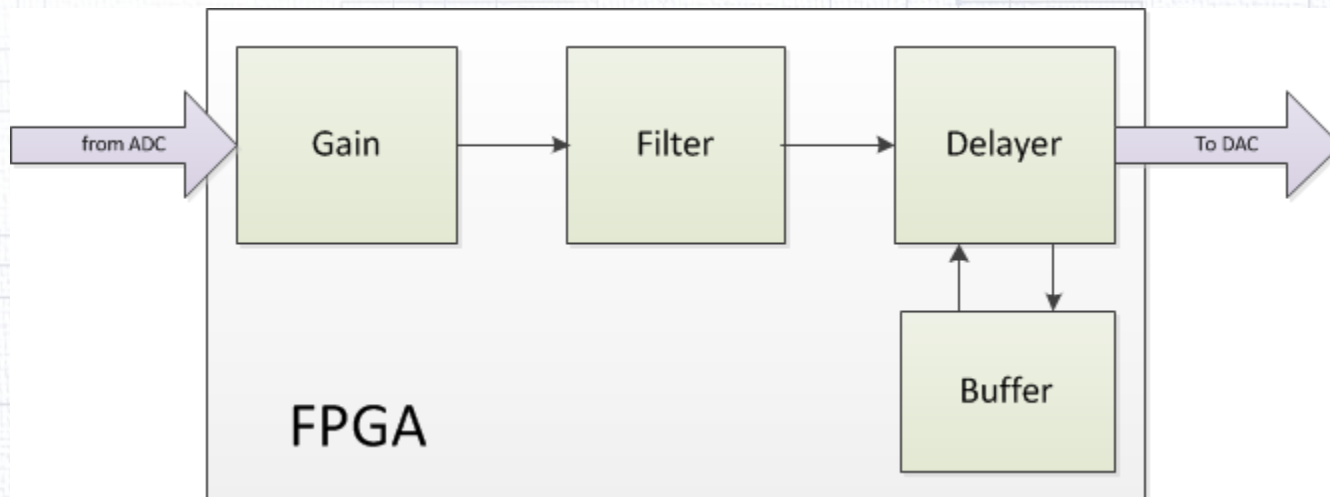 from ADC
Gain
Filter
Delayer
To DAC
Buffer
FPGA